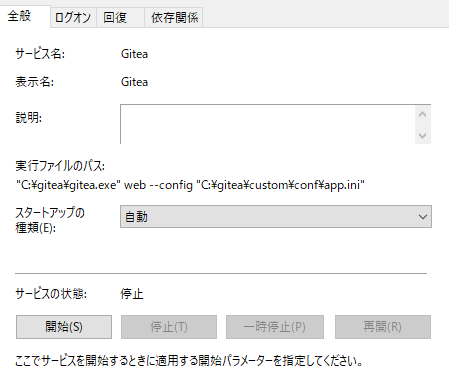 全般 ログオン 回復 依存関係
サービス名: Gitea
表示名: Gitea
説明:
実行ファイルのパス:
"C:¥gitea¥gitea.exe" web --config "C:¥gitea¥custom¥conf¥app.ini"
スタートアップの
種類(E): 自動
サービスの状態: 停止
開始(S) 停止(T) 一時停止(P) 再開(R)
ここでサービスを開始するときに適用する開始パラメーターを指定してください。